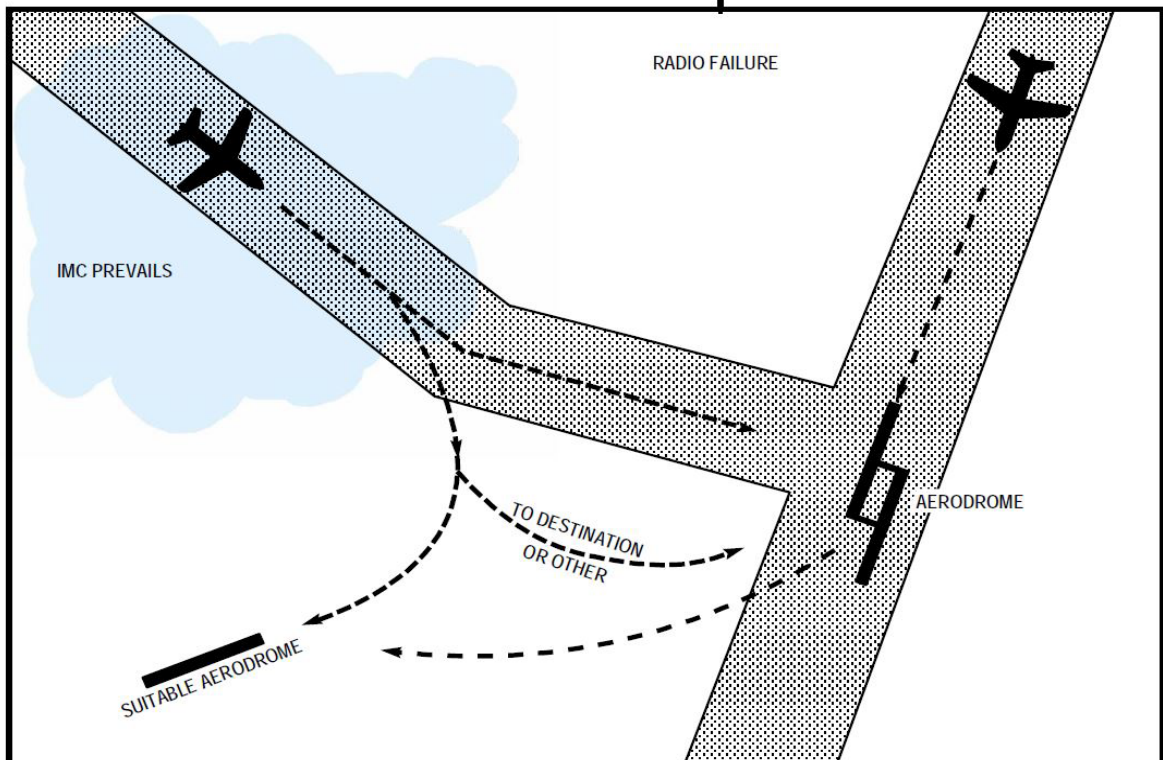 RADIO FAILURE
IMC PREVAILS
AERODROME
TO DESTINATION
OR OTHER
SUITABLE AERODROME